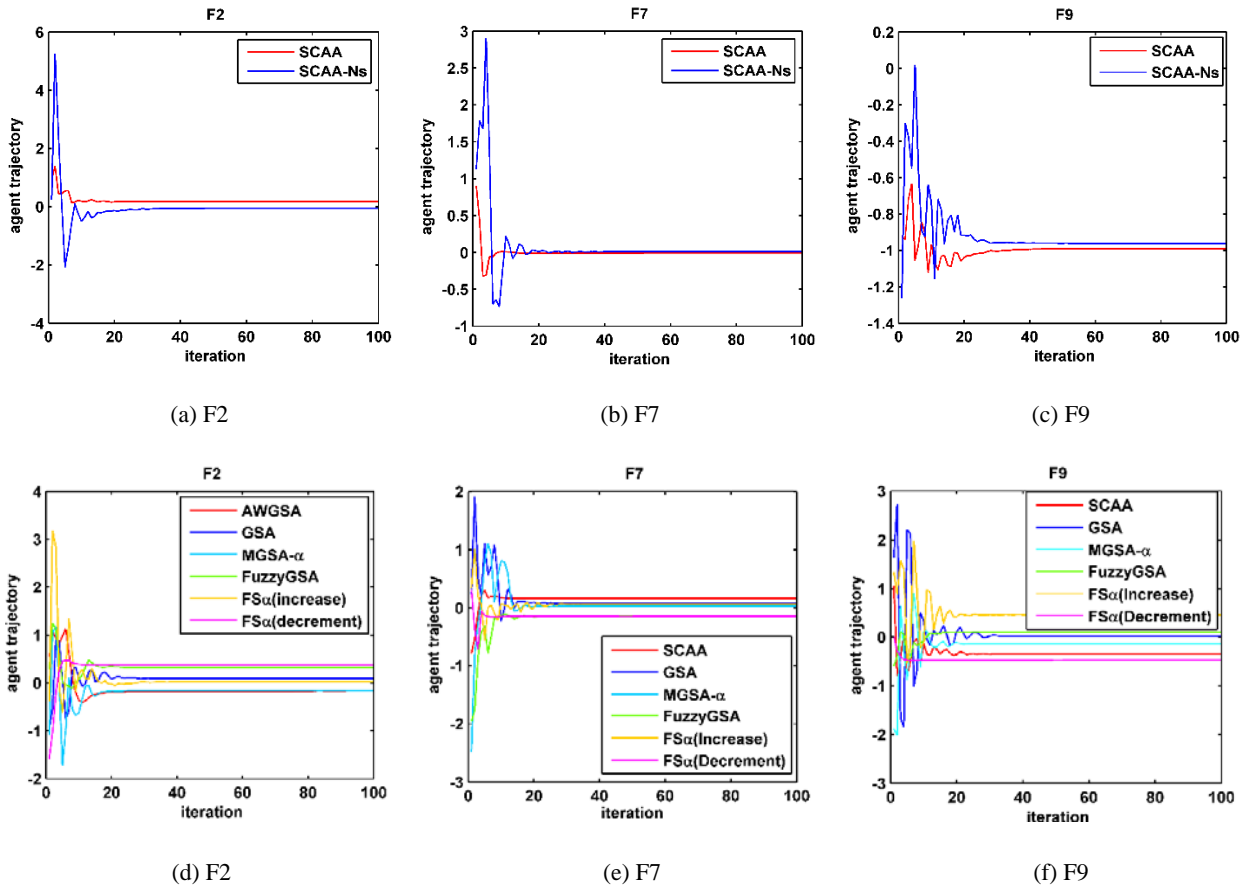 F2
6
4
2
0
-2
-4
0
20
40
60
80
100
agent trajectory
iteration
SCAA
SCAA-Ns
(a) F2
F7
3
2.5
2
1.5
1
0.5
0
-0.5
-1
0
20
40
60
80
100
agent trajectory
iteration
SCAA
SCAA-Ns
(b) F7
F9
0.2
0
-0.2
-0.4
-0.6
-0.8
-1
-1.2
-1.4
0
20
40
60
80
100
agent trajectory
iteration
SCAA
SCAA-Ns
(c) F9
F2
4
3
2
1
0
-1
-2
0
20
40
60
80
100
agent trajectory
iteration
AWGSA
GSA
MGSA-α
FuzzyGSA
FSα(increase)
FSα(decrement)
(d) F2
F7
2
1
0
-1
-2
-3
0
20
40
60
80
100
agent trajectory
iteration
SCAA
GSA
MGSA-α
FuzzyGSA
FSα(Increase)
FSα(Decrement)
(e) F7
F9
3
2
1
0
-1
-2
-3
0
20
40
60
80
100
agent trajectory
iteration
SCAA
GSA
MGSA-α
FuzzyGSA
FSα(Increase)
FSα(Decrement)
(f) F9